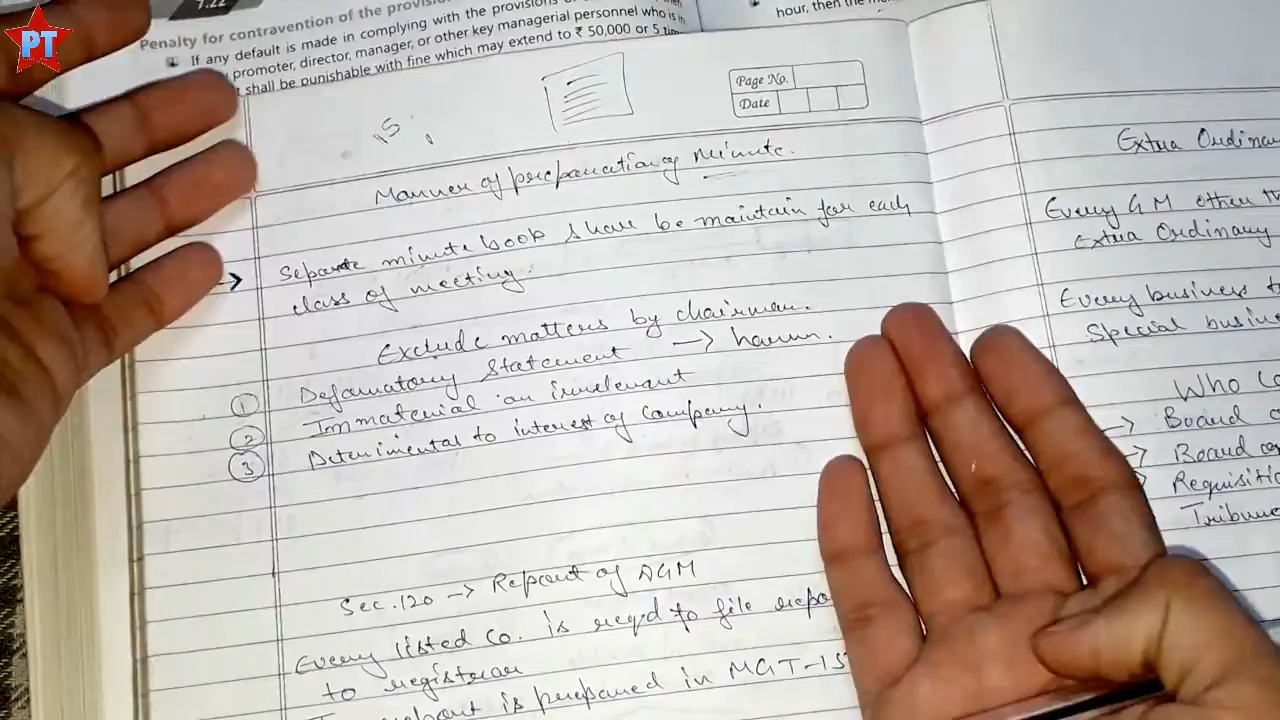 PT
7.22
Penalty for contravention of the provisi
If any default is made in complying with the provisions
promoter, director, manager, or other key managerial personnel who is in
shall be punishable with fine which may extend to ₹ 50,000 or 5 tim
hour, then the
Page No.
Date
15
Manner of preparation of Minute.
→ Separate minute book share be maintain for each
class of meeting.
Exclude matters by chairman.
① Defamatory Statement → harm.
② Immaterial or irrelevant
③ Deterimental to interest of company.
Sec. 120 → Report of AGM
Every listed Co. is reqd to file repo
to registrar
is prepared in MGT-15
Extra Ordina
Every GM other th
Extra Ordinary
Every business t
Special busin
Who C
→ Board
→ Board
Requisiti
Tribun